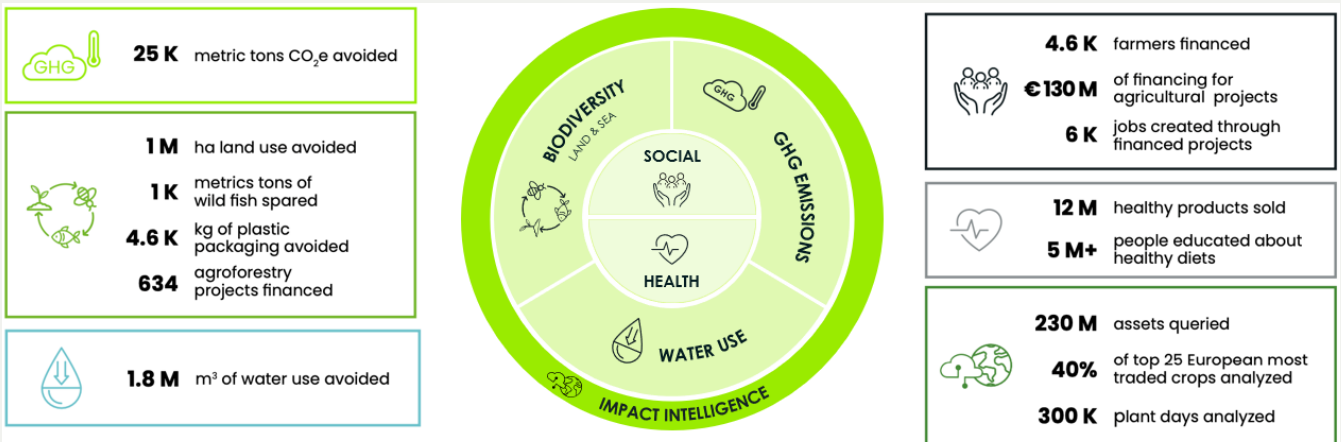 GHG
25 K metric tons CO₂e avoided
1 M ha land use avoided
1 K metrics tons of
wild fish spared
4.6 K kg of plastic
packaging avoided
634 agroforestry
projects financed
1.8 M m³ of water use avoided
BIODIVERSITY
LAND & SEA
GHG
GHG EMISSIONS
SOCIAL
HEALTH
WATER USE
IMPACT INTELLIGENCE
4.6 K farmers financed
€130 M of financing for
agricultural projects
6 K jobs created through
financed projects
12 M healthy products sold
5 M+ people educated about
healthy diets
230 M assets queried
40% of top 25 European most
traded crops analyzed
300 K plant days analyzed